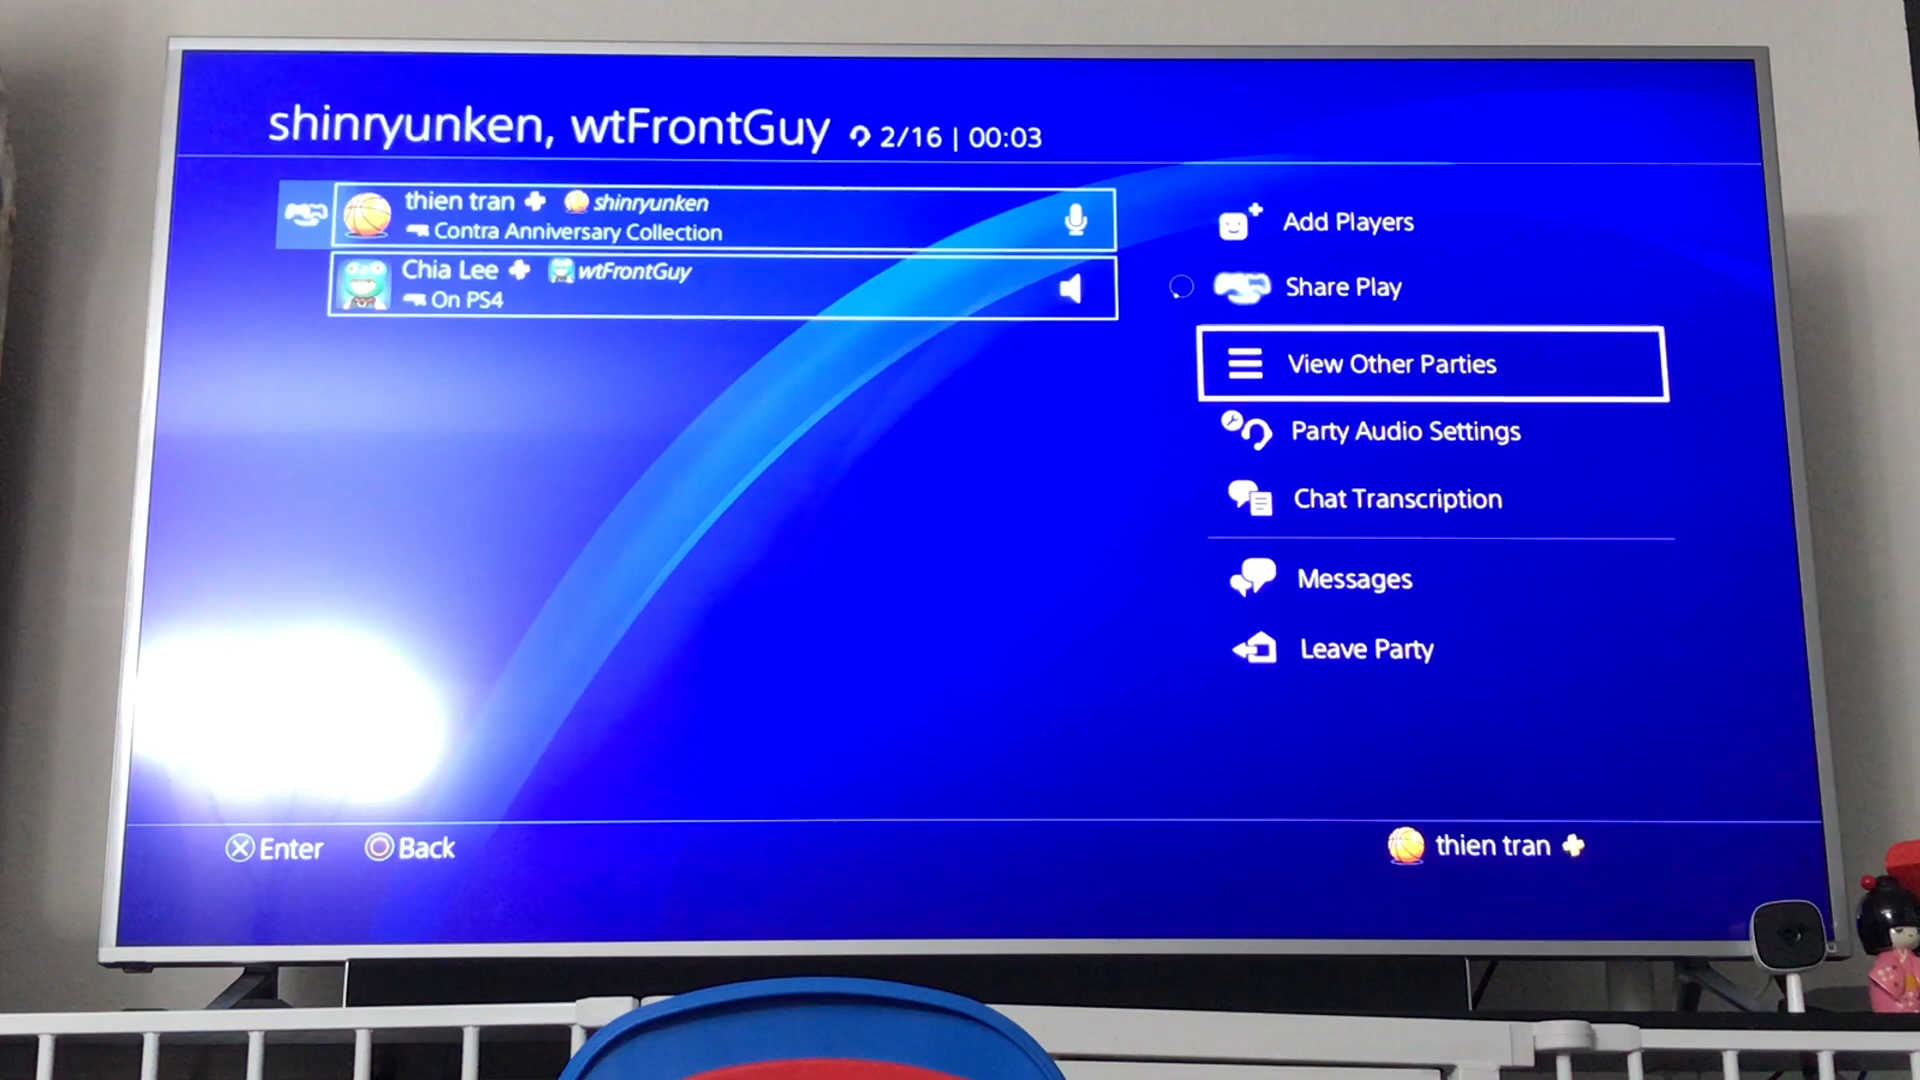 shinryunken, wtFrontGuy 2/16 | 00:03
thien tran shinryunken
Contra Anniversary Collection
Chia Lee wtFrontGuy
On PS4
Add Players
Share Play
View Other Parties
Party Audio Settings
Chat Transcription
Messages
Leave Party
Enter Back
thien tran